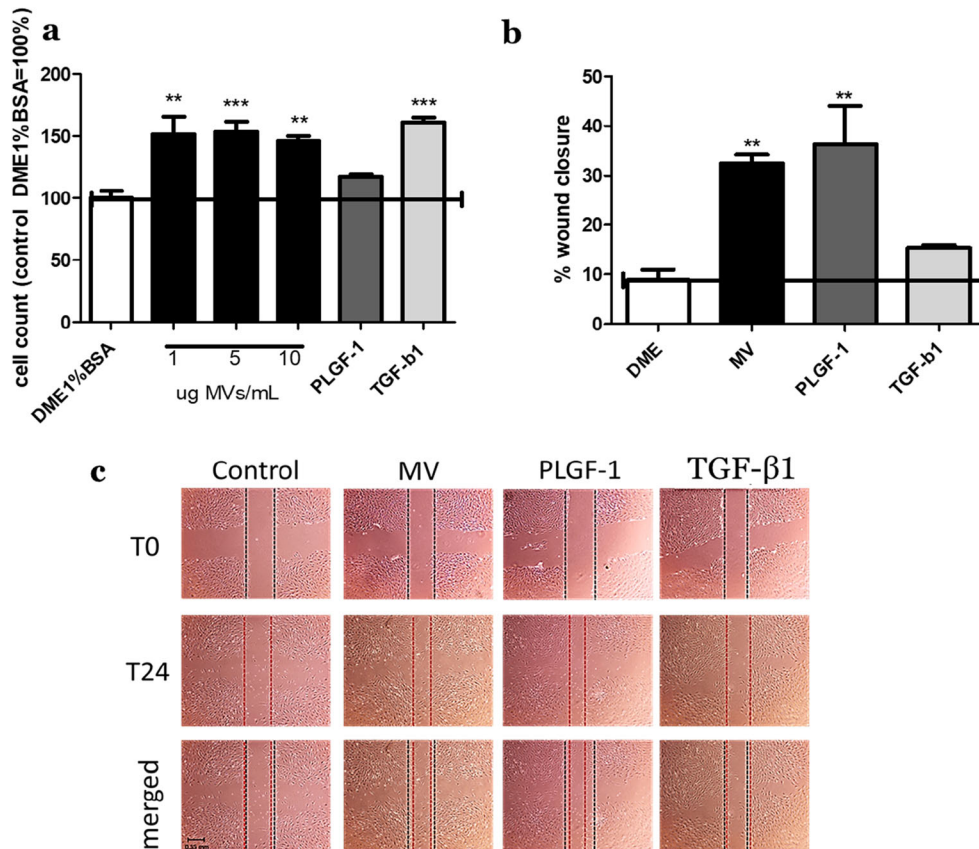 a
cell count (control DME1%BSA=100%)
200
150
100
50
0
** *** ** ***
DME1%BSA
1 5 10
ug MVs/mL
PLGF-1
TGF-b1
b
% wound closure
50
40
30
20
10
0
** **
DME
MV
PLGF-1
TGF-b1
c
Control MV PLGF-1 TGF-β1
T0
T24
merged